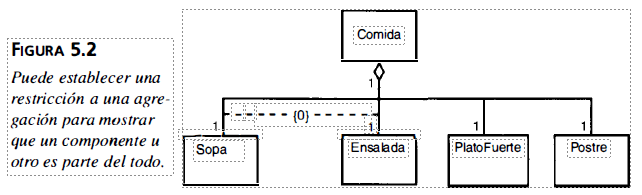 FIGURA 5.2
Puede establecer una
restricción a una agre-
gación para mostrar
que un componente u
otro es parte del todo.
Comida
1
{0}
1
1
1
1
Sopa
Ensalada
PlatoFuerte
Postre